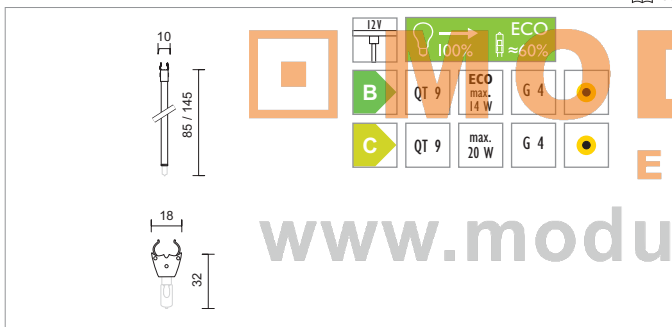 10
85 / 145
18
32
12V
100%
ECO
≈60%
B
QT 9
ECO
max.
14 W
G 4
C
QT 9
max.
20 W
G 4
MO
E
www.modu